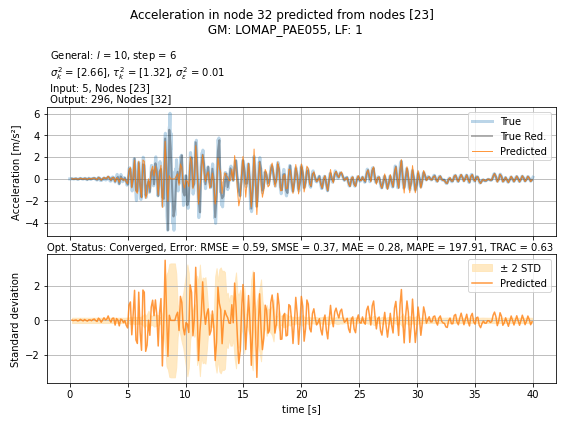 Acceleration in node 32 predicted from nodes [23]
GM: LOMAP_PAE055, LF: 1
General: l = 10, step = 6
σ²ₖ = [2.66], τ²ₖ = [1.32], σ²ₑ = 0.01
Input: 5, Nodes [23]
Output: 296, Nodes [32]
Acceleration [m/s²]
6
4
2
0
−2
−4
True
True Red.
Predicted
Opt. Status: Converged, Error: RMSE = 0.59, SMSE = 0.37, MAE = 0.28, MAPE = 197.91, TRAC = 0.63
Standard deviation
2
0
−2
± 2 STD
Predicted
0 5 10 15 20 25 30 35 40
time [s]